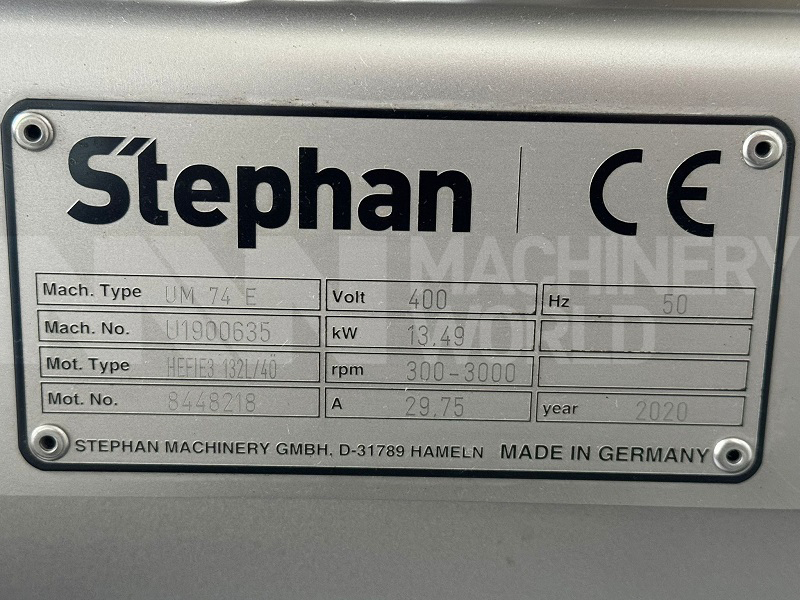 Stephan CE
MACHINERY
WORLD
Mach. Type UM 74 E Volt 400 Hz 50
Mach. No. U1900635 kW 13,49
Mot. Type HEFIE3 132L/4Ö rpm 300-3000
Mot. No. 8448218 A 29,75 year 2020
STEPHAN MACHINERY GMBH, D-31789 HAMELN MADE IN GERMANY